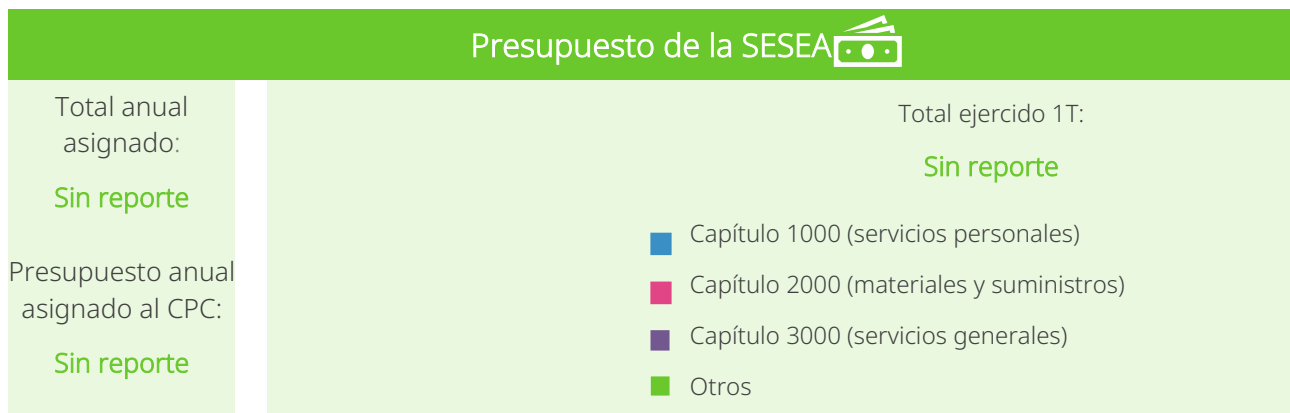 Presupuesto de la SESEA
Total anual
asignado:
Sin reporte
Presupuesto anual
asignado al CPC:
Sin reporte
Total ejercido 1T:
Sin reporte
Capítulo 1000 (servicios personales)
Capítulo 2000 (materiales y suministros)
Capítulo 3000 (servicios generales)
Otros